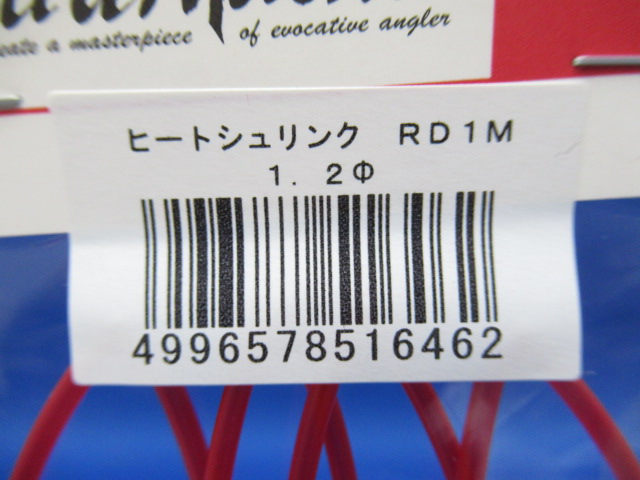 create a masterpiece of evocative angler
ヒートシュリンク RD1M
1.2Φ
4996578516462